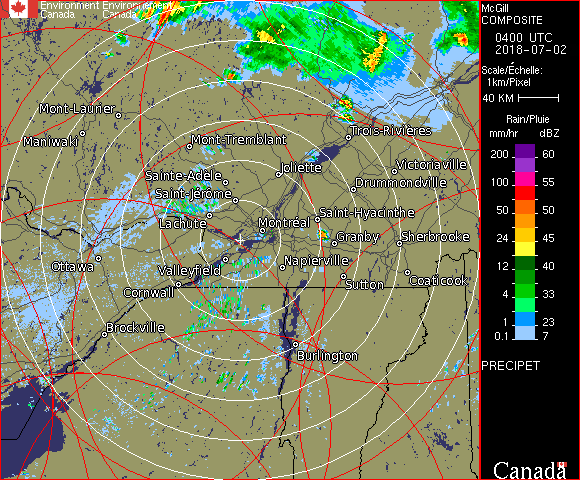 Environment Environnement
Canada Canada
McGill
COMPOSITE
0400 UTC
2018-07-02
Scale/Échelle:
1km/Pixel
40 KM
Rain/Pluie
mm/hr dBZ
200 60
100 55
50 50
24 45
12 40
4 33
1 23
0.1 7
PRECIPET
Canada
Mont-Laurier
Maniwaki
Mont-Tremblant
Trois-Rivières
Sainte-Adèle
Joliette
Victoriaville
Saint-Jérôme
Drummondville
Lachute
Saint-Hyacinthe
Montréal
Granby
Sherbrooke
Ottawa
Valleyfield
Napierville
Cornwall
Sutton
Coaticook
Brockville
Burlington